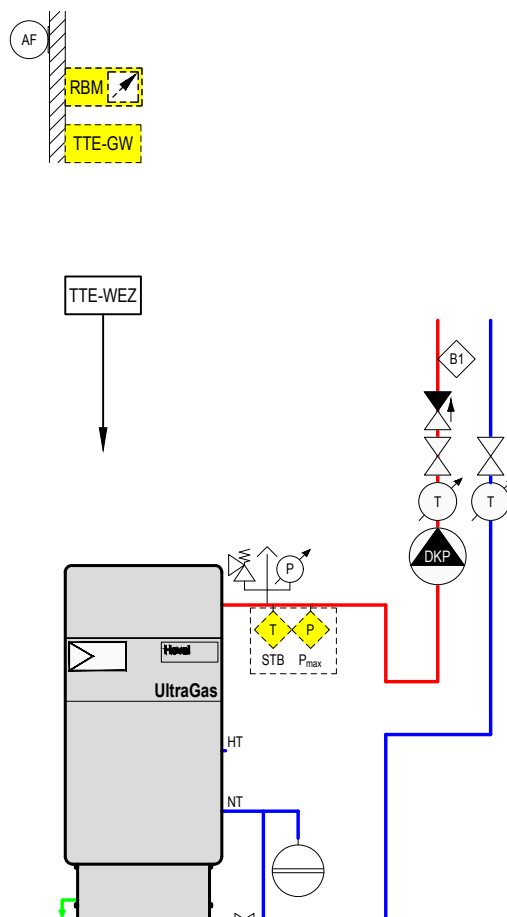 AF
RBM
TTE-GW
TTE-WEZ
B1
T
T
DKP
P
T
P
STB
Pmax
Hoval
UltraGas
HT
NT